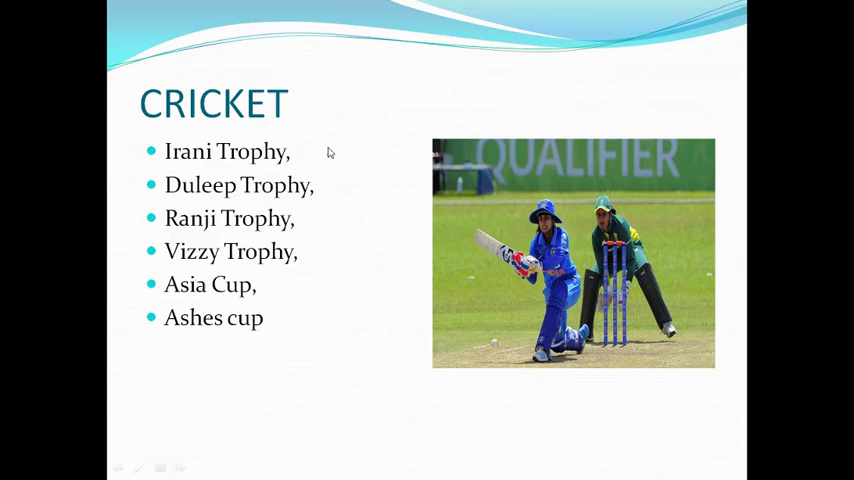 CRICKET
Irani Trophy,
Duleep Trophy,
Ranji Trophy,
Vizzy Trophy,
Asia Cup,
Ashes cup
QUALIFIER